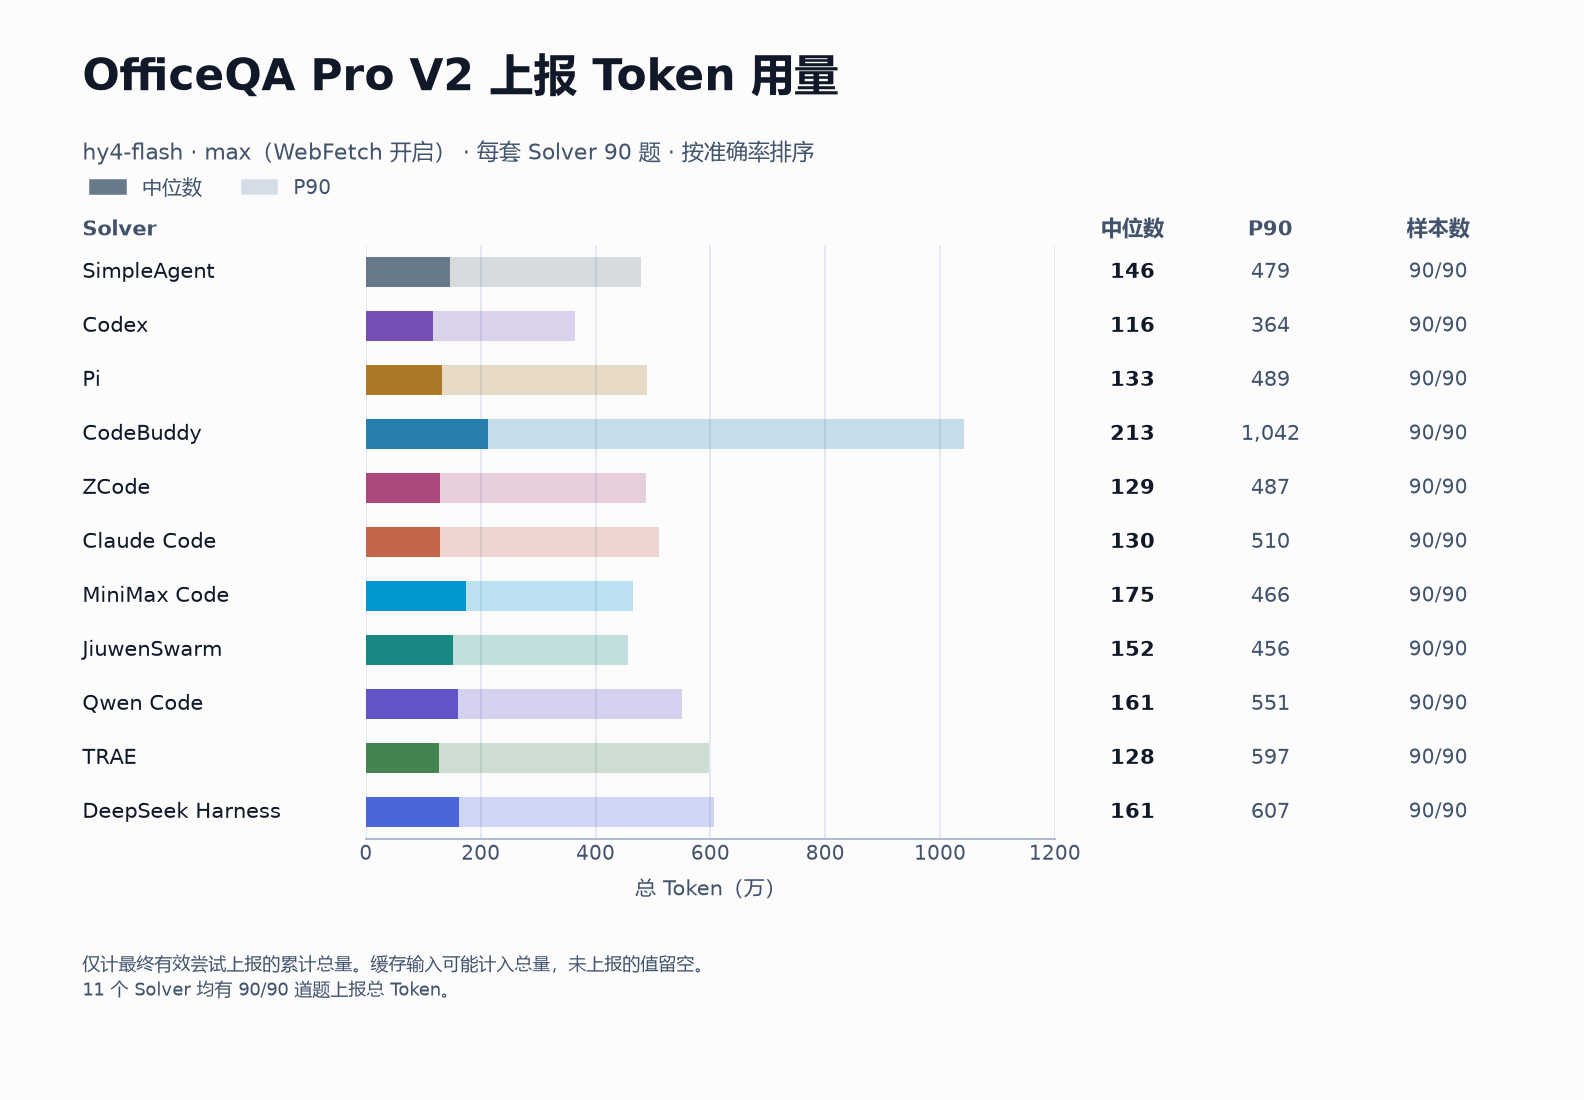 OfficeQA Pro V2 上报 Token 用量
hy4-flash · max（WebFetch 开启） · 每套 Solver 90 题 · 按准确率排序
中位数 P90
Solver 中位数 P90 样本数
SimpleAgent 146 479 90/90
Codex 116 364 90/90
Pi 133 489 90/90
CodeBuddy 213 1,042 90/90
ZCode 129 487 90/90
Claude Code 130 510 90/90
MiniMax Code 175 466 90/90
JiuwenSwarm 152 456 90/90
Qwen Code 161 551 90/90
TRAE 128 597 90/90
DeepSeek Harness 161 607 90/90
0 200 400 600 800 1000 1200
总 Token（万）
仅计最终有效尝试上报的累计总量。缓存输入可能计入总量，未上报的值留空。
11 个 Solver 均有 90/90 道题上报总 Token。